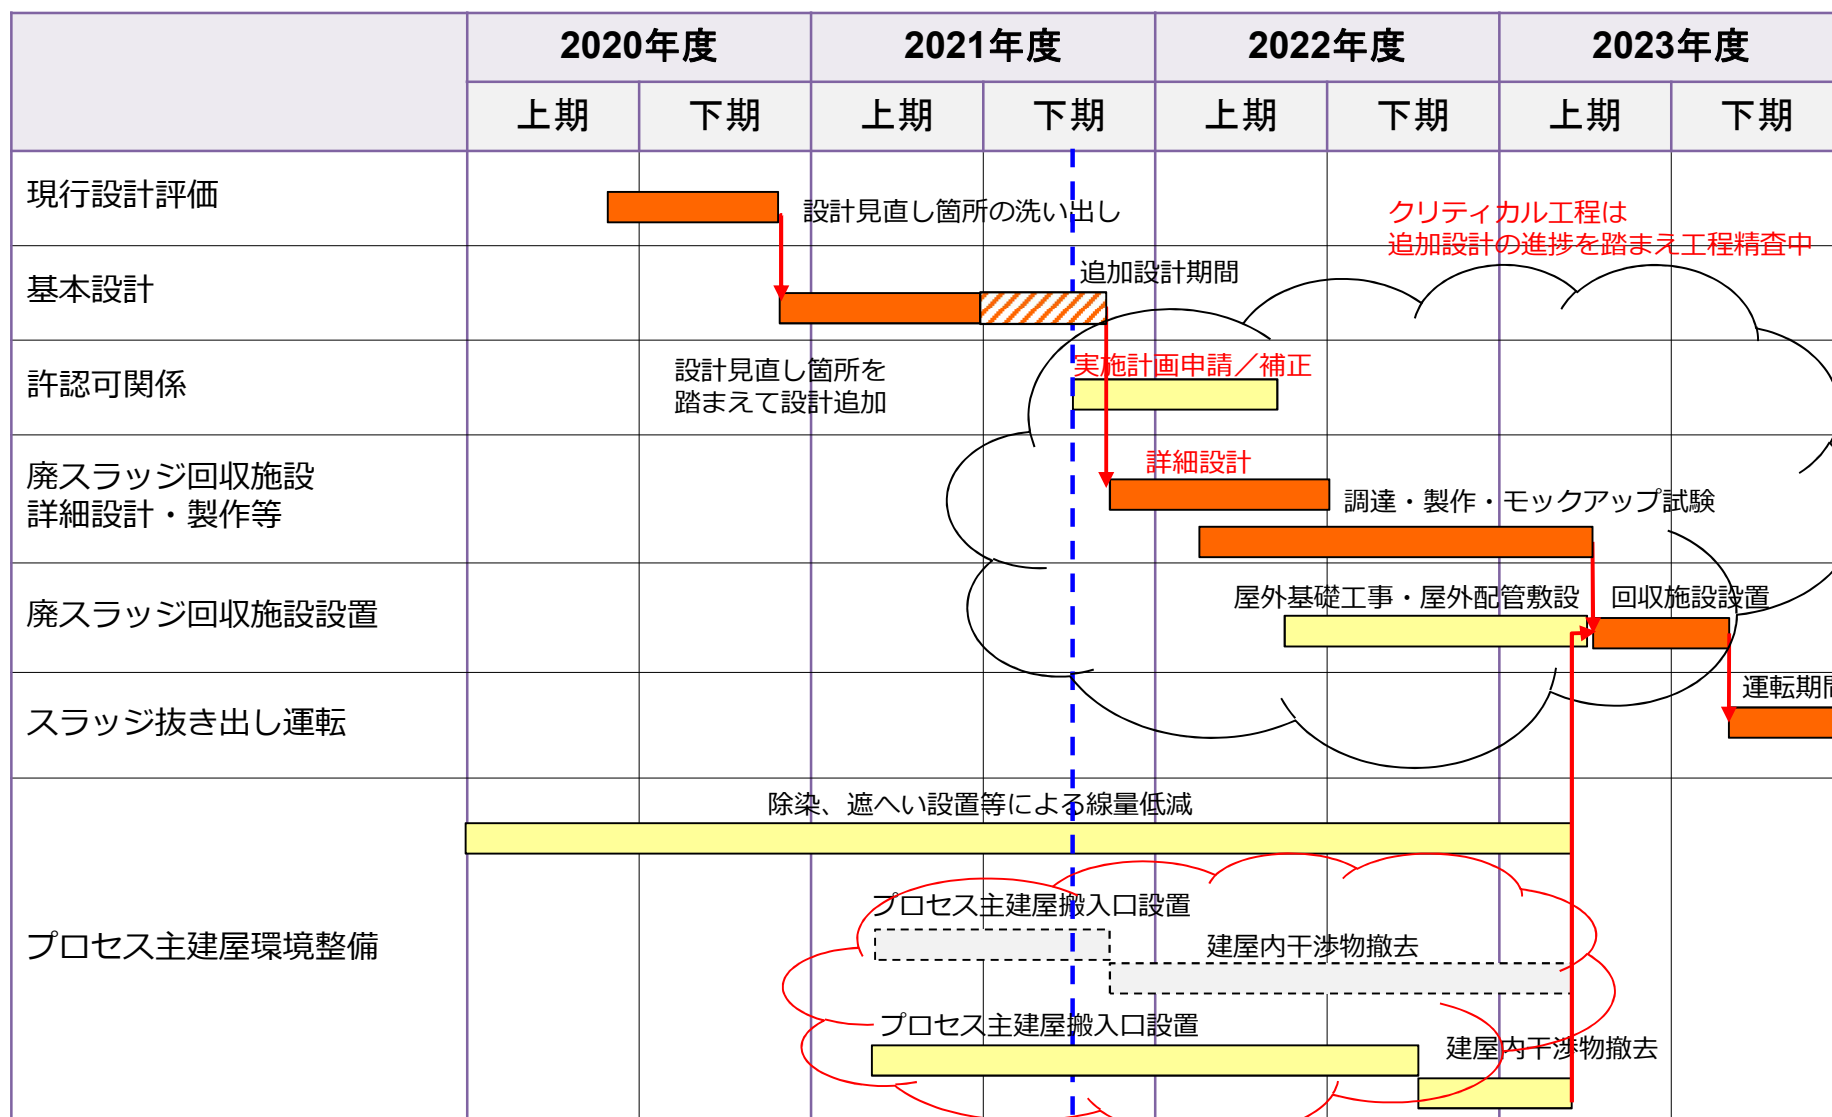 2020年度
2021年度
2022年度
2023年度
上期
下期
上期
下期
上期
下期
上期
下期
現行設計評価
設計見直し箇所の洗い出し
クリティカル工程は
追加設計の進捗を踏まえ工程精査中
基本設計
追加設計期間
許認可関係
設計見直し箇所を
踏まえて設計追加
実施計画申請／補正
廃スラッジ回収施設
詳細設計・製作等
詳細設計
調達・製作・モックアップ試験
廃スラッジ回収施設設置
屋外基礎工事・屋外配管敷設
回収施設設置
スラッジ抜き出し運転
運転期間
除染、遮へい設置等による線量低減
プロセス主建屋環境整備
プロセス主建屋搬入口設置
建屋内干渉物撤去
プロセス主建屋搬入口設置
建屋内干渉物撤去